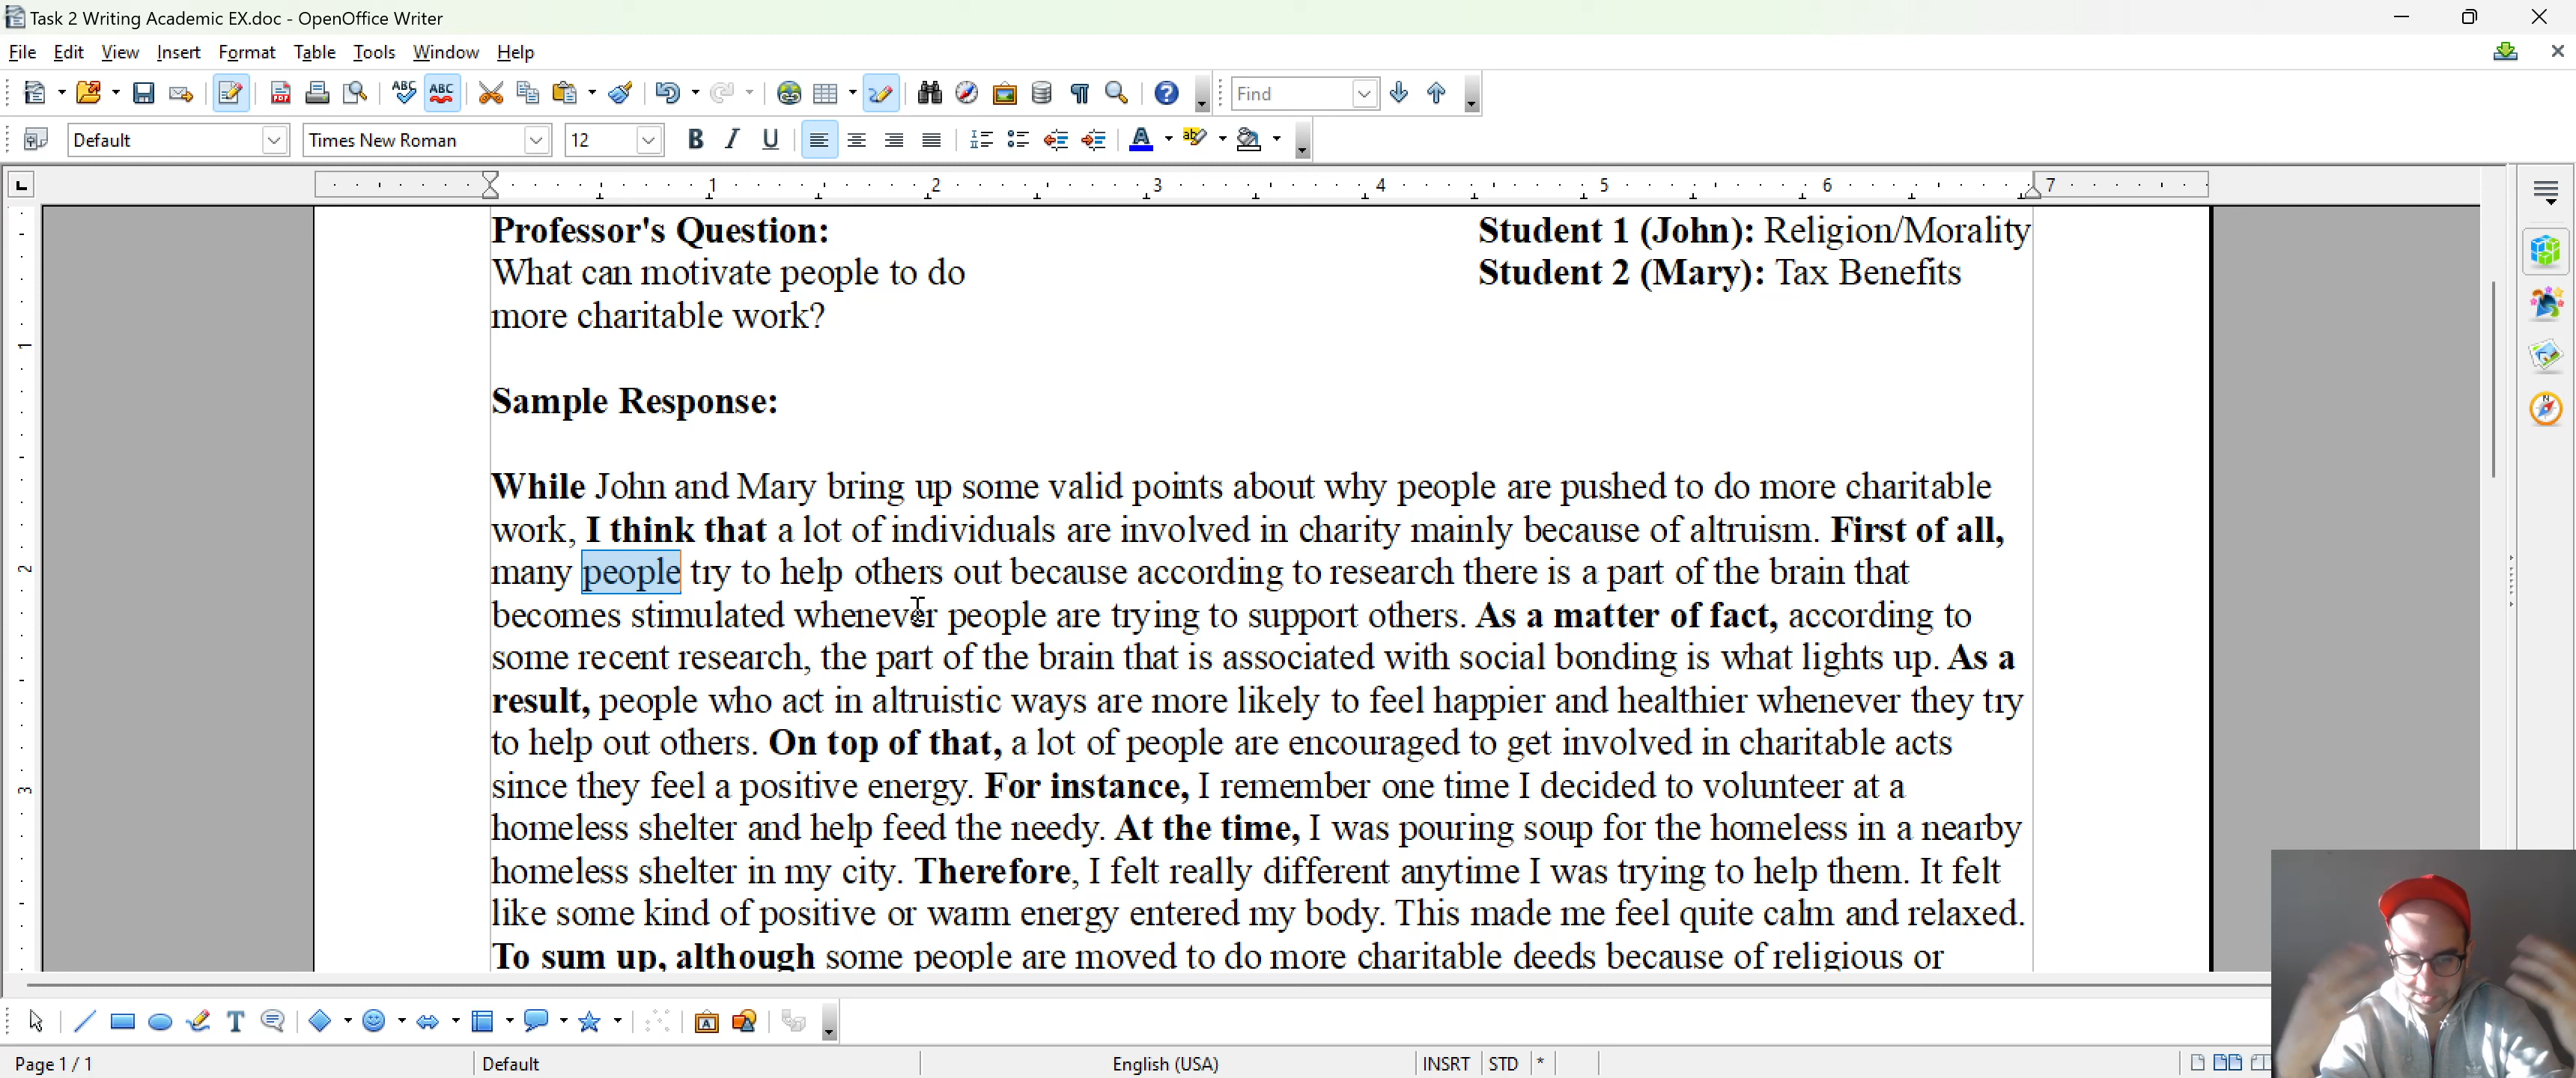 Task 2 Writing Academic EX.doc - OpenOffice Writer
File Edit View Insert Format Table Tools Window Help
Find
Default Times New Roman 12
1 2 3 4 5 6 7
Professor's Question:
What can motivate people to do
more charitable work?
Student 1 (John): Religion/Morality
Student 2 (Mary): Tax Benefits
Sample Response:
While John and Mary bring up some valid points about why people are pushed to do more charitable
work, I think that a lot of individuals are involved in charity mainly because of altruism. First of all,
many people try to help others out because according to research there is a part of the brain that
becomes stimulated whenever people are trying to support others. As a matter of fact, according to
some recent research, the part of the brain that is associated with social bonding is what lights up. As a
result, people who act in altruistic ways are more likely to feel happier and healthier whenever they try
to help out others. On top of that, a lot of people are encouraged to get involved in charitable acts
since they feel a positive energy. For instance, I remember one time I decided to volunteer at a
homeless shelter and help feed the needy. At the time, I was pouring soup for the homeless in a nearby
homeless shelter in my city. Therefore, I felt really different anytime I was trying to help them. It felt
like some kind of positive or warm energy entered my body. This made me feel quite calm and relaxed.
To sum up, although some people are moved to do more charitable deeds because of religious or
1
2
3
Page 1 / 1 Default English (USA) INSRT STD *